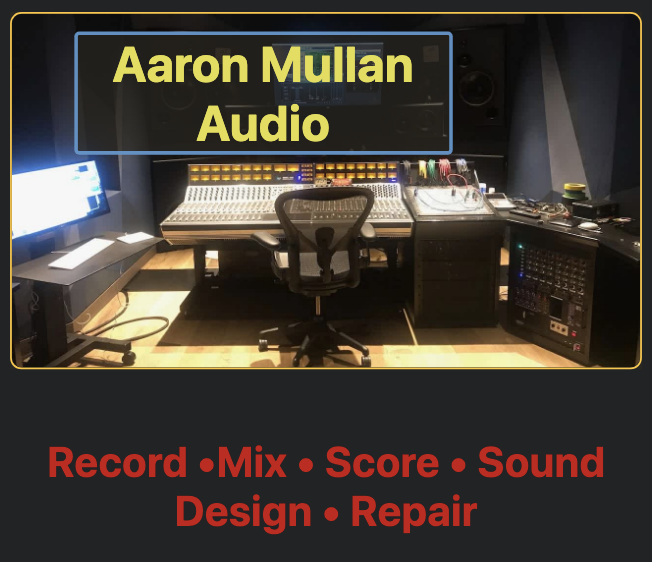 Aaron Mullan
Audio
Record •Mix • Score • Sound
Design • Repair